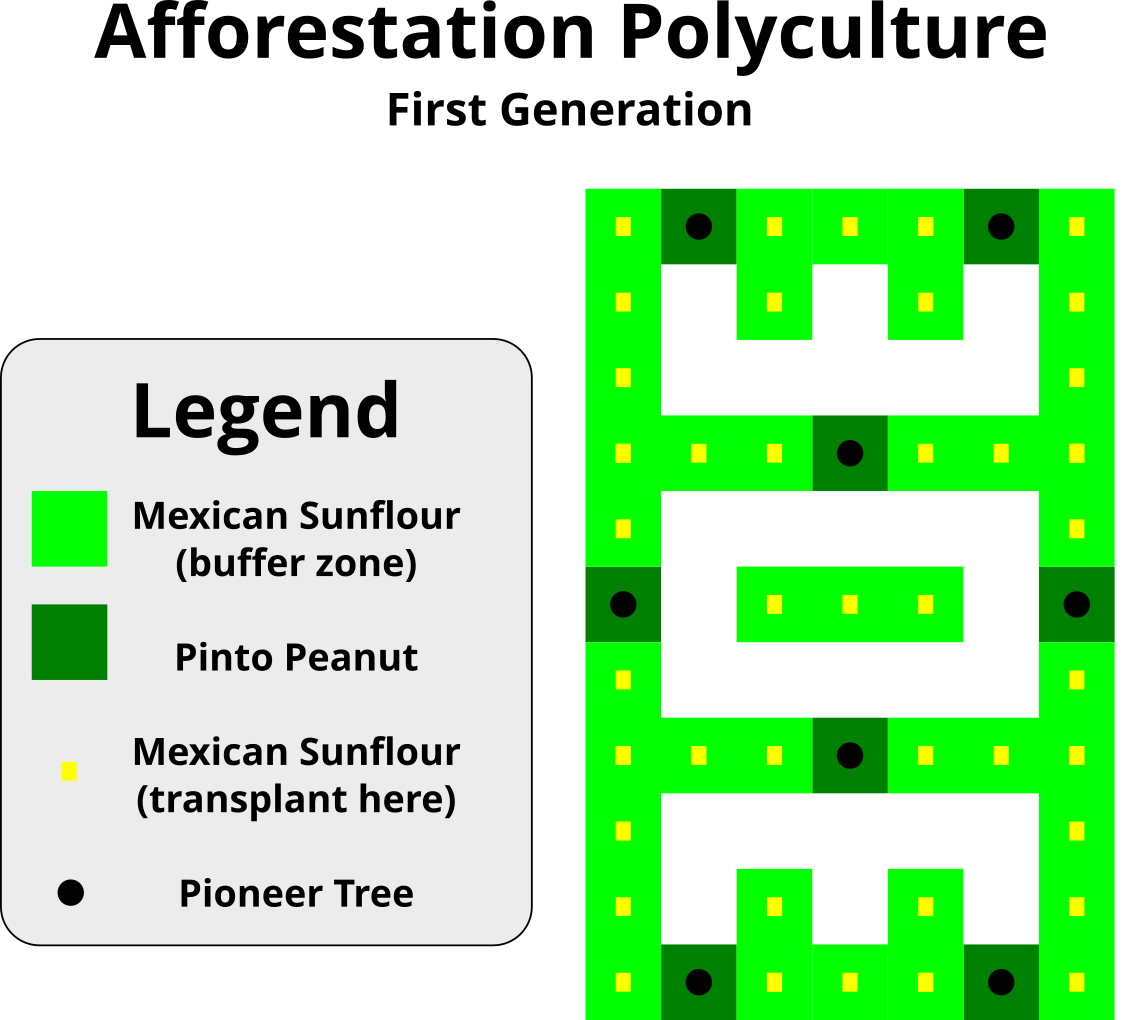 Afforestation Polyculture
First Generation
Legend
Mexican Sunflour
(buffer zone)
Pinto Peanut
Mexican Sunflour
(transplant here)
Pioneer Tree